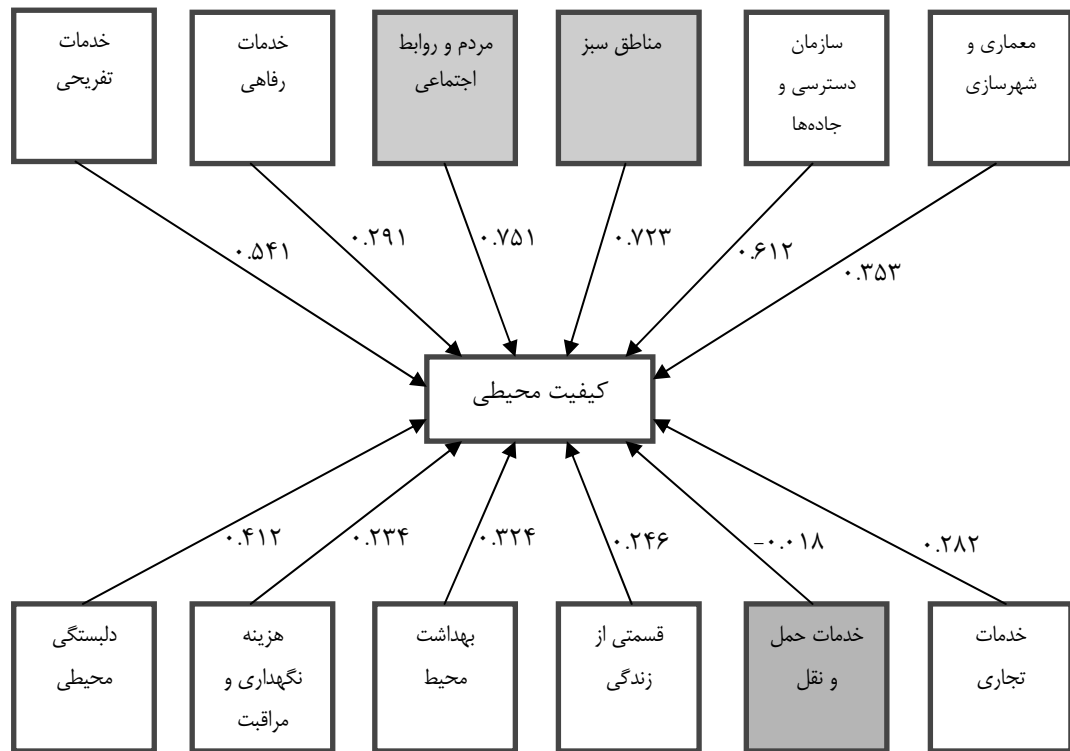 معماری و
شهرسازی
سازمان
دسترسی و
جاده‌ها
مناطق سبز
مردم و روابط
اجتماعی
خدمات
رفاهی
خدمات
تفریحی
۰.۳۵۳
۰.۶۱۲
۰.۷۲۳
۰.۷۵۱
۰.۲۹۱
۰.۵۴۱
کیفیت محیطی
۰.۲۸۲
-۰.۰۱۸
۰.۲۴۶
۰.۳۲۴
۰.۲۳۴
۰.۴۱۲
خدمات
تجاری
خدمات حمل
و نقل
قسمتی از
زندگی
بهداشت
محیط
هزینه
نگهداری و
مراقبت
دلبستگی
محیطی